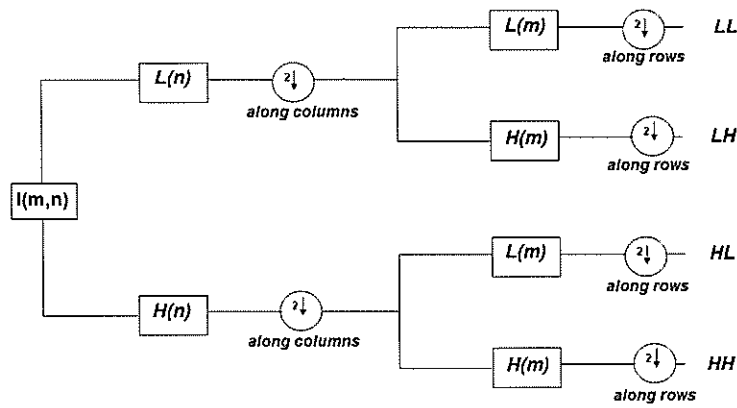 L(m) 2↓ LL
along rows
L(n) 2↓
along columns
H(m) 2↓ LH
along rows
I(m,n)
L(m) 2↓ HL
along rows
H(n) 2↓
along columns
H(m) 2↓ HH
along rows